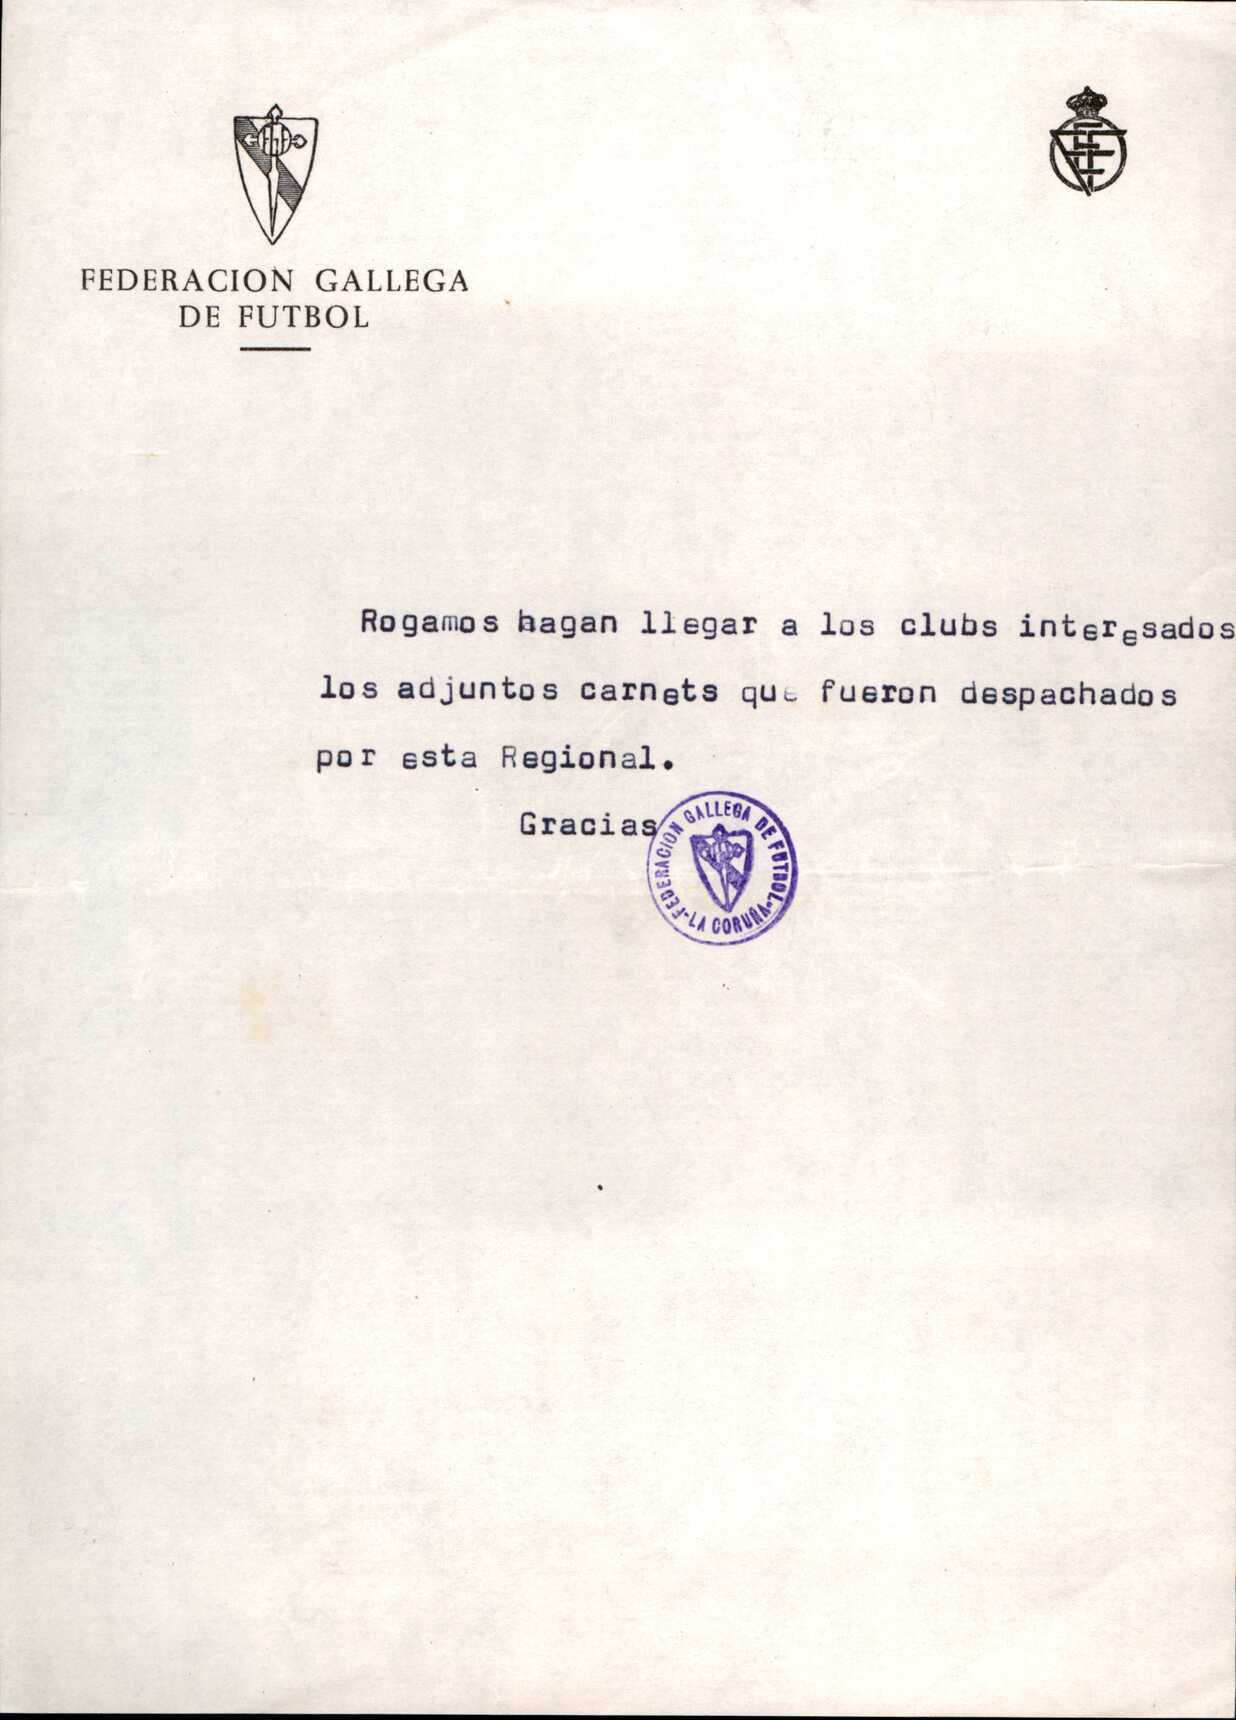 FGF
FEDERACION GALLEGA
DE FUTBOL
Rogamos hagan llegar a los clubs interesados
los adjuntos carnets que fueron despachados
por esta Regional.
Gracias
FEDERACION GALLEGA DE FUTBOL
-LA CORUÑA-